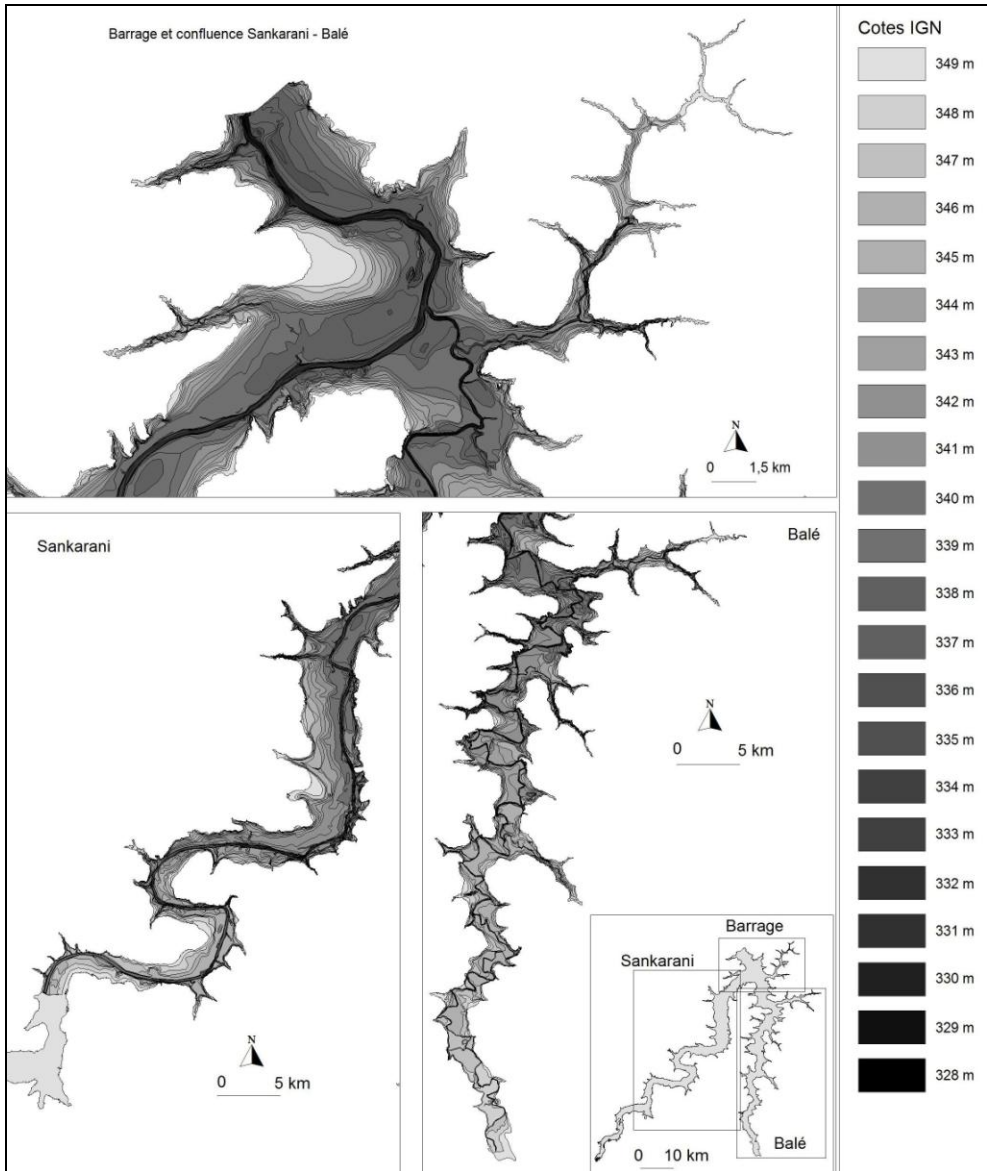 Barrage et confluence Sankarani - Balé
N
0 1,5 km
Sankarani
N
0 5 km
Balé
N
0 5 km
Barrage
Sankarani
Balé
0 10 km
Cotes IGN
349 m
348 m
347 m
346 m
345 m
344 m
343 m
342 m
341 m
340 m
339 m
338 m
337 m
336 m
335 m
334 m
333 m
332 m
331 m
330 m
329 m
328 m